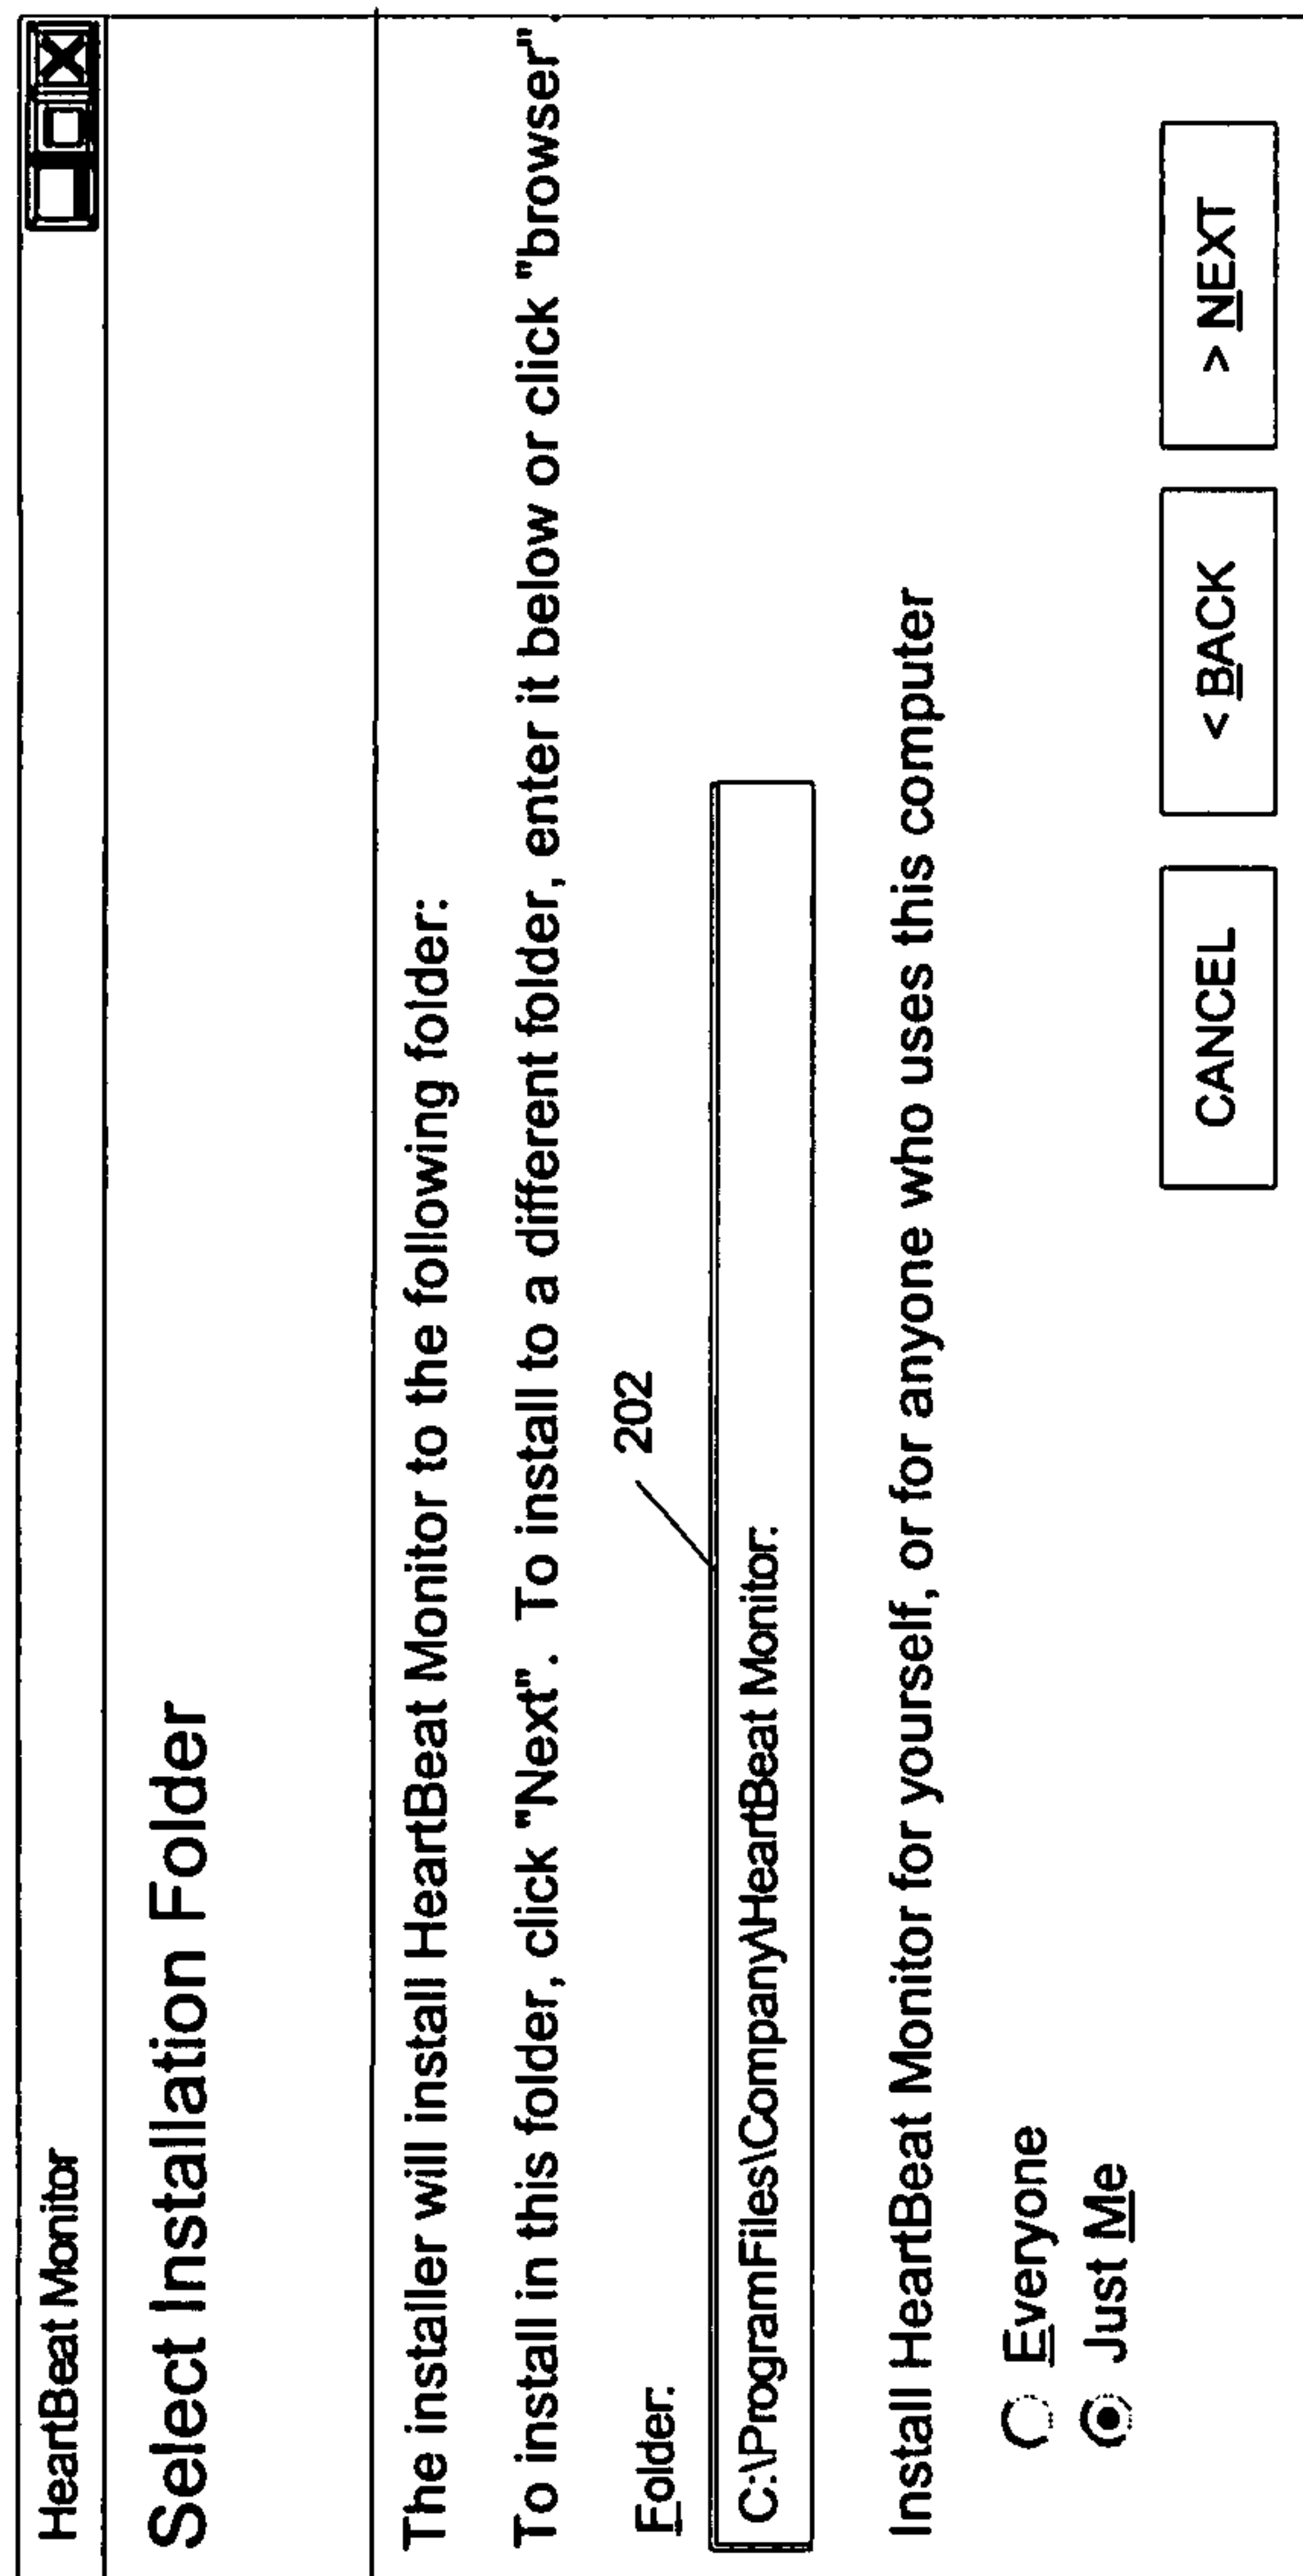 HeartBeat Monitor
Select Installation Folder
The installer will install HeartBeat Monitor to the following folder:
To install in this folder, click "Next". To install to a different folder, enter it below or click "browser"
202
Folder:
C:\ProgramFiles\Company\HeartBeat Monitor:
Install HeartBeat Monitor for yourself, or for anyone who uses this computer
Everyone
Just Me
CANCEL
< BACK
> NEXT